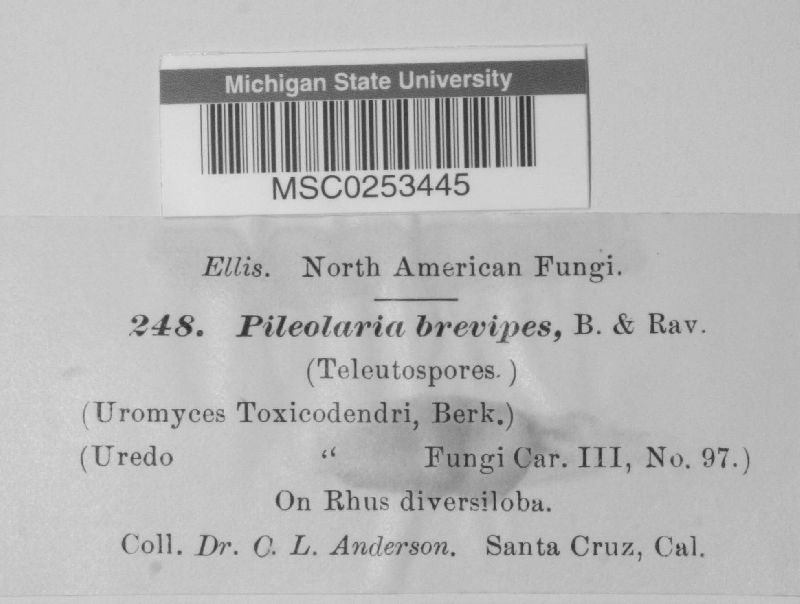 Michigan State University
MSC0253445
Ellis. North American Fungi.
248. Pileolaria brevipes, B. & Rav.
(Teleutospores.)
(Uromyces Toxicodendri, Berk.)
(Uredo “ Fungi Car. III, No. 97.)
On Rhus diversiloba.
Coll. Dr. C. L. Anderson. Santa Cruz, Cal.